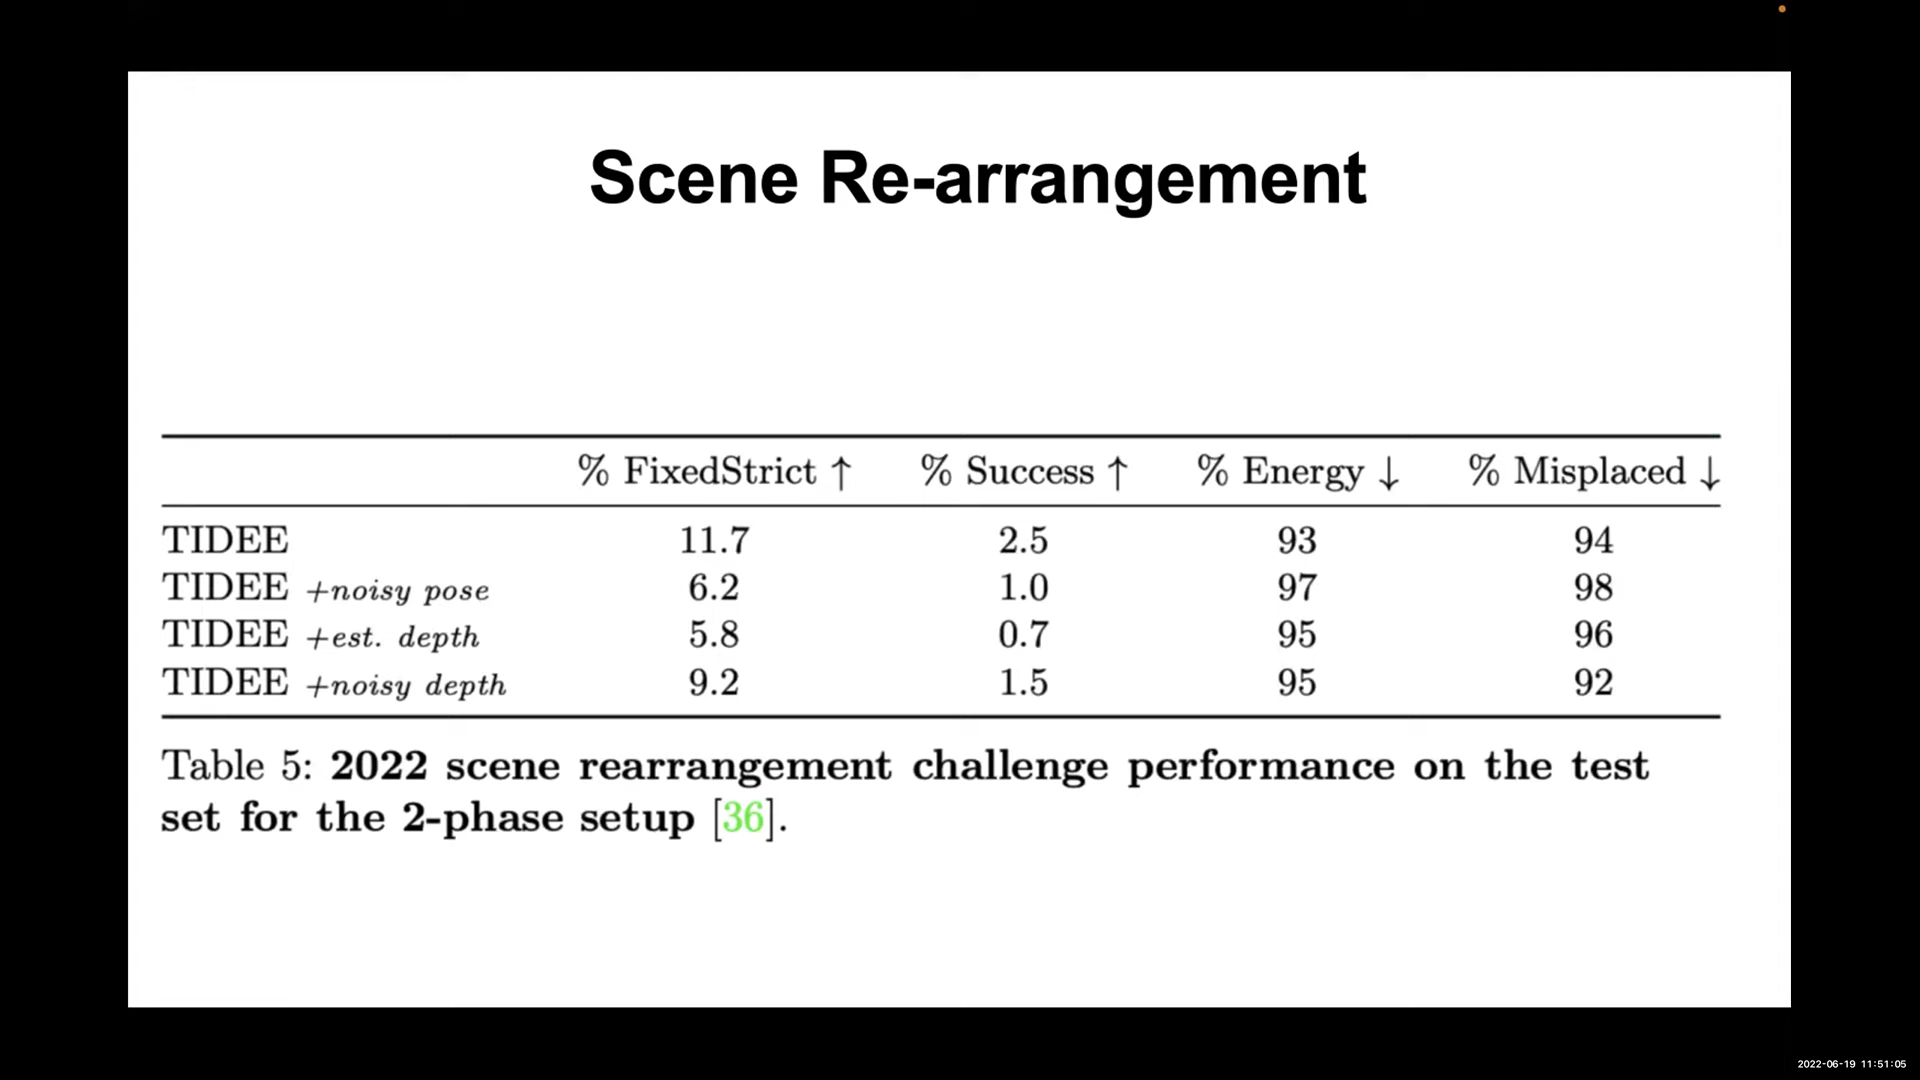 Scene Re-arrangement
% FixedStrict ↑ % Success ↑ % Energy ↓ % Misplaced ↓
TIDEE 11.7 2.5 93 94
TIDEE +noisy pose 6.2 1.0 97 98
TIDEE +est. depth 5.8 0.7 95 96
TIDEE +noisy depth 9.2 1.5 95 92
Table 5: 2022 scene rearrangement challenge performance on the test
set for the 2-phase setup [36].
2022-06-19 11:51:05